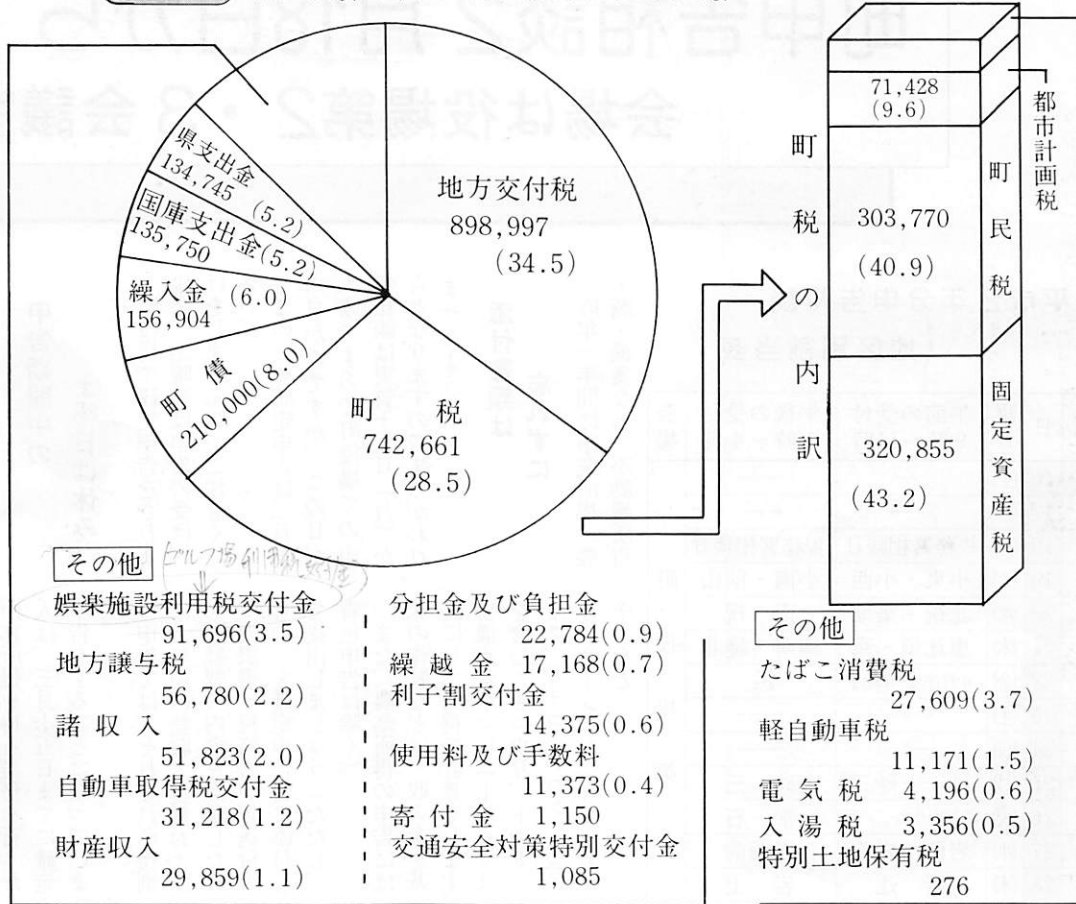 地方交付税
898,997
(34.5)
町税
742,661
(28.5)
町債
210,000(8.0)
繰入金 (6.0)
156,904
国庫支出金(5.2)
135,750
県支出金
134,745 (5.2)
町税の内訳
71,428
(9.6)
都市計画税
303,770
(40.9)
町民税
320,855
(43.2)
固定資産税
その他
娯楽施設利用税交付金
91,696(3.5)
地方譲与税
56,780(2.2)
諸収入
51,823(2.0)
自動車取得税交付金
31,218(1.2)
財産収入
29,859(1.1)
分担金及び負担金
22,784(0.9)
繰越金 17,168(0.7)
利子割交付金
14,375(0.6)
使用料及び手数料
11,373(0.4)
寄付金 1,150
交通安全対策特別交付金
1,085
その他
たばこ消費税
27,609(3.7)
軽自動車税
11,171(1.5)
電気税 4,196(0.6)
入湯税 3,356(0.5)
特別土地保有税
276